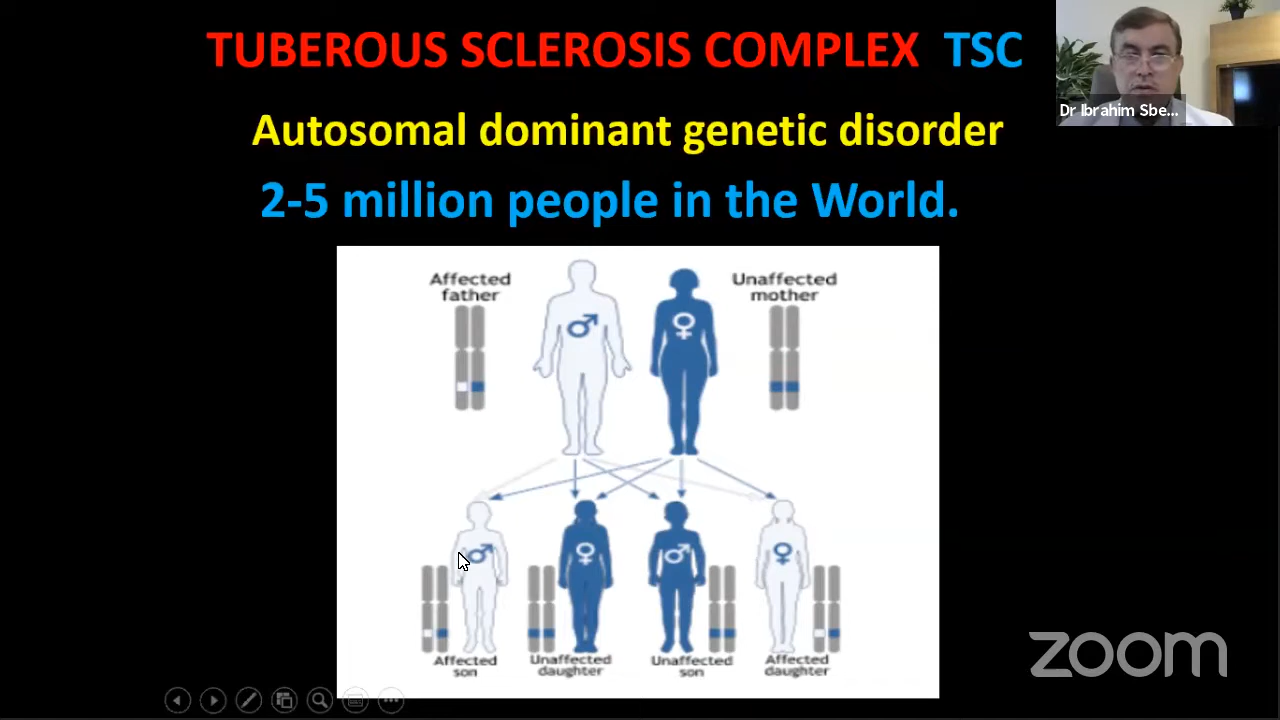 TUBEROUS SCLEROSIS COMPLEX TSC
Dr Ibrahim Sbe...
Autosomal dominant genetic disorder
2-5 million people in the World.
Affected
father
Unaffected
mother
Affected
son
Unaffected
daughter
Unaffected
son
Affected
daughter
zoom